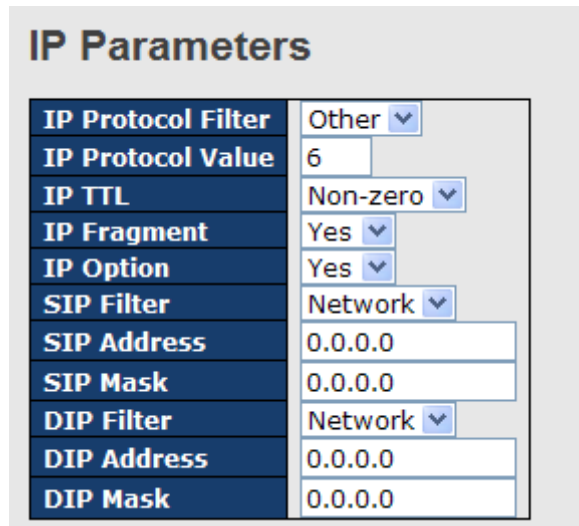 IP Parameters
IP Protocol Filter Other
IP Protocol Value 6
IP TTL Non-zero
IP Fragment Yes
IP Option Yes
SIP Filter Network
SIP Address 0.0.0.0
SIP Mask 0.0.0.0
DIP Filter Network
DIP Address 0.0.0.0
DIP Mask 0.0.0.0